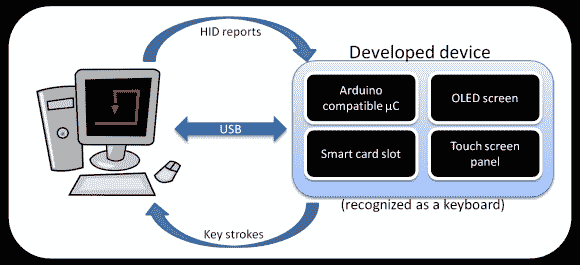 HID reports
Developed device
Arduino
compatible µC
OLED screen
USB
Smart card slot
Touch screen
panel
(recognized as a keyboard)
Key strokes